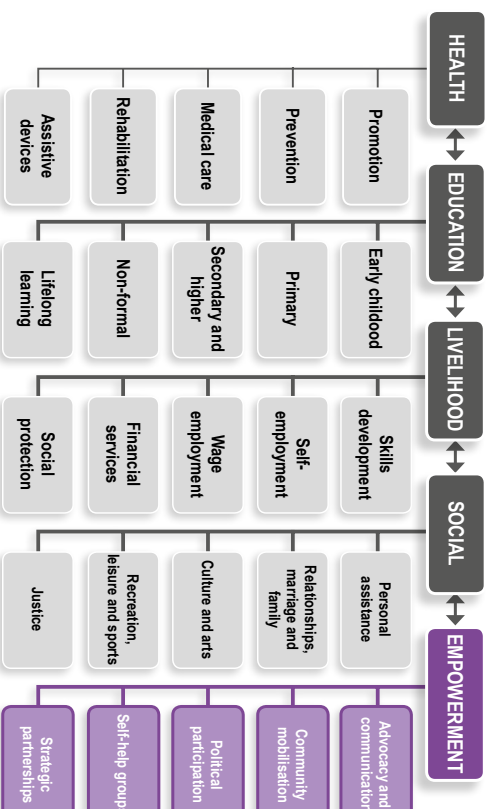 HEALTH
Promotion
Prevention
Medical care
Rehabilitation
Assistive
devices
EDUCATION
Early childood
Primary
Secondary and
higher
Non-formal
Lifelong
learning
LIVELIHOOD
Skills
development
Self-
employment
Wage
employment
Financial
services
Social
protection
SOCIAL
Personal
assistance
Relationships,
marriage and
family
Culture and arts
Recreation,
leisure and sports
Justice
EMPOWERMENT
Advocacy and
communication
Community
mobilisation
Political
participation
Self-help group
Strategic
partnerships